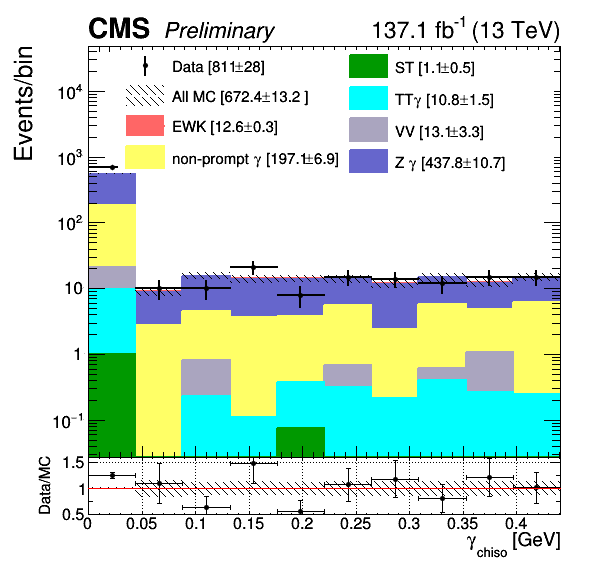 CMS Preliminary 137.1 fb⁻¹ (13 TeV)
Events/bin
Data [811±28]
All MC [672.4±13.2 ]
EWK [12.6±0.3]
non-prompt γ [197.1±6.9]
ST [1.1±0.5]
TTγ [10.8±1.5]
VV [13.1±3.3]
Z γ [437.8±10.7]
10⁴
10³
10²
10
1
10⁻¹
Data/MC
1.5
1
0.5
0 0.05 0.1 0.15 0.2 0.25 0.3 0.35 0.4
γchiso [GeV]